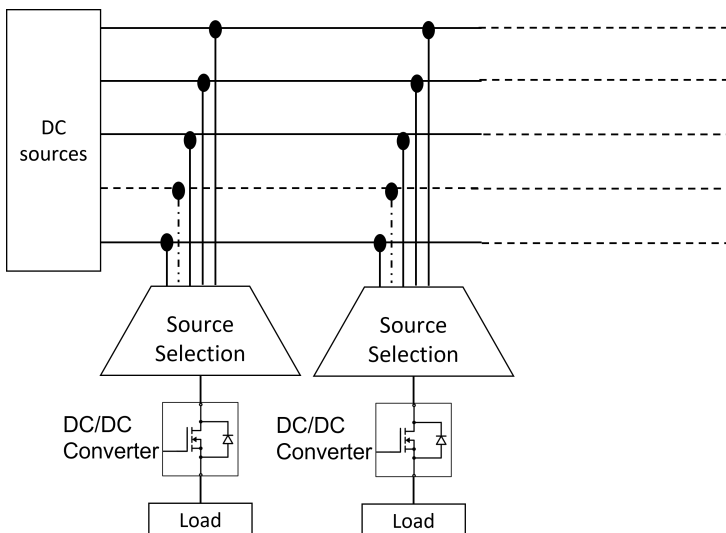 DC
sources
Source
Selection
Source
Selection
DC/DC
Converter
DC/DC
Converter
Load
Load